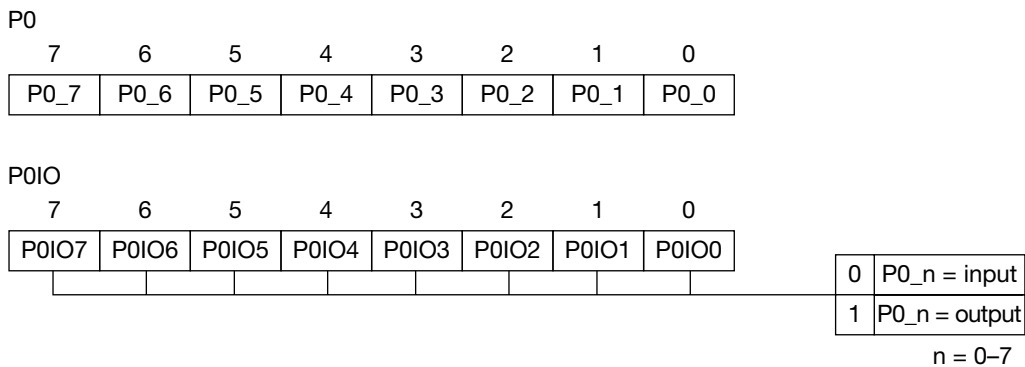 P0
7 6 5 4 3 2 1 0
P0_7 P0_6 P0_5 P0_4 P0_3 P0_2 P0_1 P0_0
P0IO
7 6 5 4 3 2 1 0
P0IO7 P0IO6 P0IO5 P0IO4 P0IO3 P0IO2 P0IO1 P0IO0
0 P0_n = input
1 P0_n = output
n = 0–7